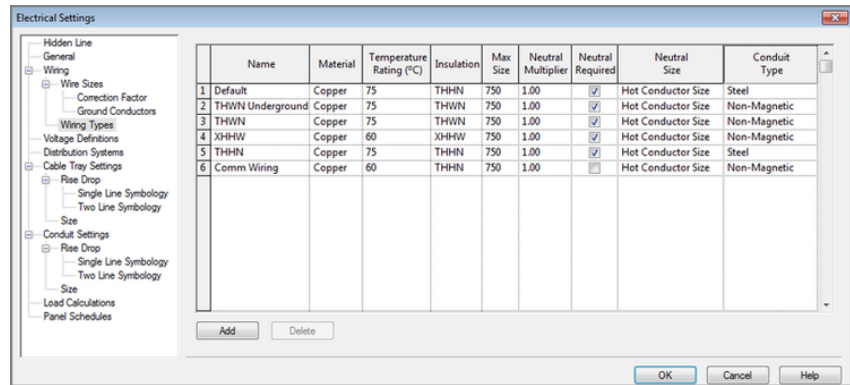 Electrical Settings
Hidden Line
General
Wiring
Wire Sizes
Correction Factor
Ground Conductors
Wiring Types
Voltage Definitions
Distribution Systems
Cable Tray Settings
Rise Drop
Single Line Symbology
Two Line Symbology
Size
Conduit Settings
Rise Drop
Single Line Symbology
Two Line Symbology
Size
Load Calculations
Panel Schedules
Name Material Temperature Rating (ºC) Insulation Max Size Neutral Multiplier Neutral Required Neutral Size Conduit Type
1 Default Copper 75 THHN 750 1.00 Hot Conductor Size Steel
2 THWN Underground Copper 75 THWN 750 1.00 Hot Conductor Size Non-Magnetic
3 THWN Copper 75 THWN 750 1.00 Hot Conductor Size Non-Magnetic
4 XHHW Copper 60 XHHW 750 1.00 Hot Conductor Size Non-Magnetic
5 THHN Copper 75 THHN 750 1.00 Hot Conductor Size Steel
6 Comm Wiring Copper 60 THHN 750 1.00 Hot Conductor Size Non-Magnetic
Add Delete
OK Cancel Help